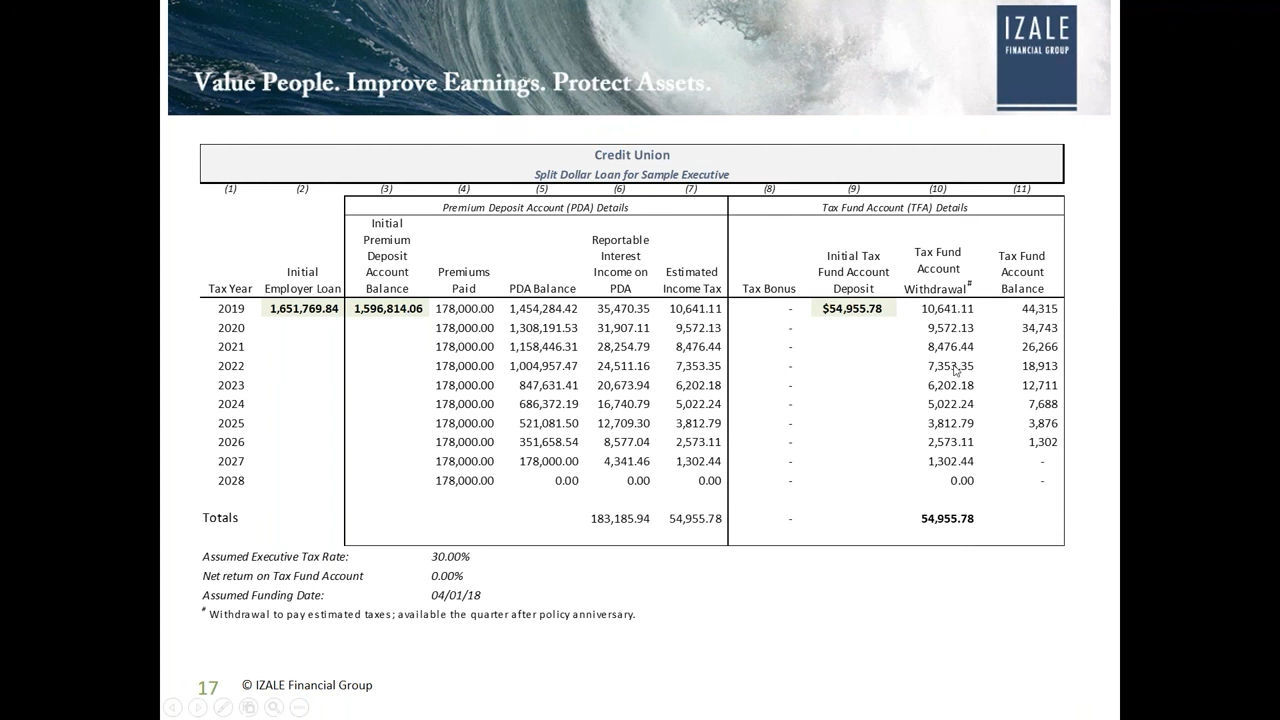 IZALE
FINANCIAL GROUP
Value People. Improve Earnings. Protect Assets.
Credit Union
Split Dollar Loan for Sample Executive
(1) (2) (3) (4) (5) (6) (7) (8) (9) (10) (11)
Premium Deposit Account (PDA) Details Tax Fund Account (TFA) Details
Initial
Premium Reportable
Deposit Interest Initial Tax Tax Fund Tax Fund
Initial Account Premiums Income on Estimated Fund Account Account Account
Tax Year Employer Loan Balance Paid PDA Balance PDA Income Tax Tax Bonus Deposit Withdrawal# Balance
2019 1,651,769.84 1,596,814.06 178,000.00 1,454,284.42 35,470.35 10,641.11 - $54,955.78 10,641.11 44,315
2020 178,000.00 1,308,191.53 31,907.11 9,572.13 - 9,572.13 34,743
2021 178,000.00 1,158,446.31 28,254.79 8,476.44 - 8,476.44 26,266
2022 178,000.00 1,004,957.47 24,511.16 7,353.35 - 7,353.35 18,913
2023 178,000.00 847,631.41 20,673.94 6,202.18 - 6,202.18 12,711
2024 178,000.00 686,372.19 16,740.79 5,022.24 - 5,022.24 7,688
2025 178,000.00 521,081.50 12,709.30 3,812.79 - 3,812.79 3,876
2026 178,000.00 351,658.54 8,577.04 2,573.11 - 2,573.11 1,302
2027 178,000.00 178,000.00 4,341.46 1,302.44 - 1,302.44 -
2028 178,000.00 0.00 0.00 0.00 - 0.00 -
Totals 183,185.94 54,955.78 - 54,955.78
Assumed Executive Tax Rate: 30.00%
Net return on Tax Fund Account 0.00%
Assumed Funding Date: 04/01/18
# Withdrawal to pay estimated taxes; available the quarter after policy anniversary.
17 © IZALE Financial Group